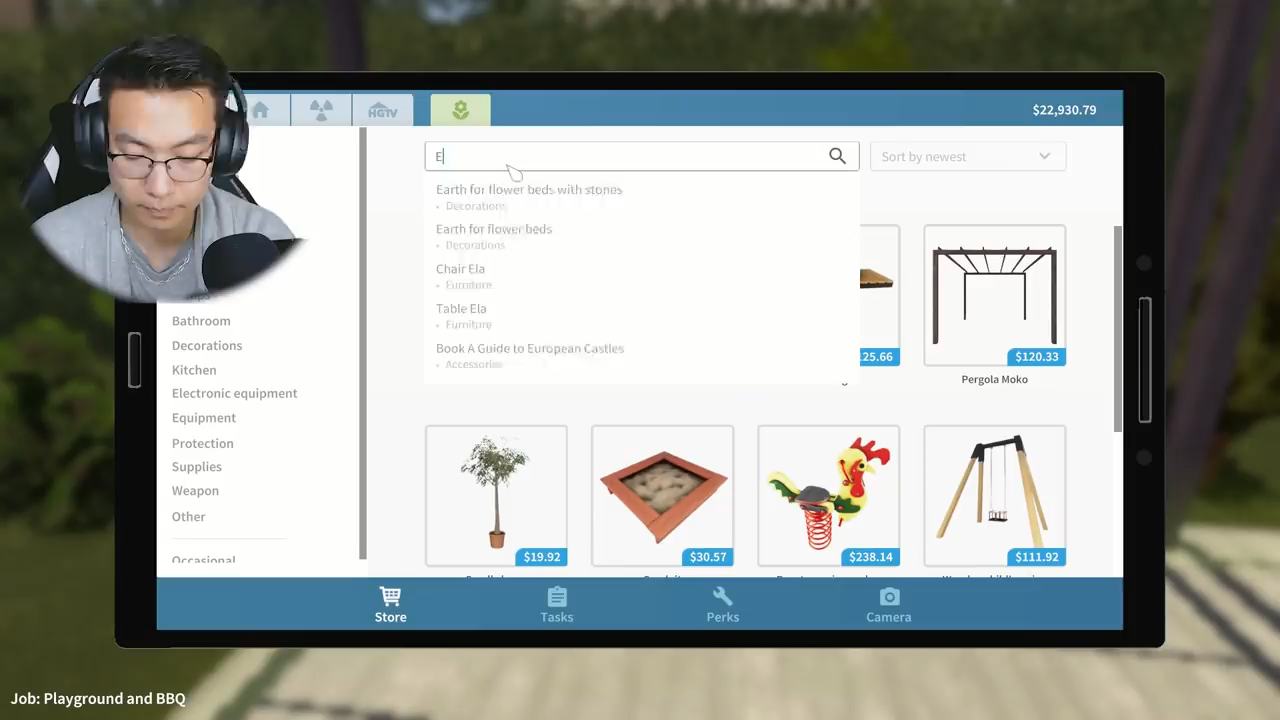 HGTV
$22,930.79
E
Sort by newest
Earth for flower beds with stones
• Decorations
Earth for flower beds
• Decorations
Chair Ela
• Furniture
Table Ela
• Furniture
Book A Guide to European Castles
• Accessories
Bathroom
Decorations
Kitchen
Electronic equipment
Equipment
Protection
Supplies
Weapon
Other
Occasional
25.66
$120.33
Pergola Moko
$19.92
$30.57
$238.14
$111.92
Store
Tasks
Perks
Camera
Job: Playground and BBQ